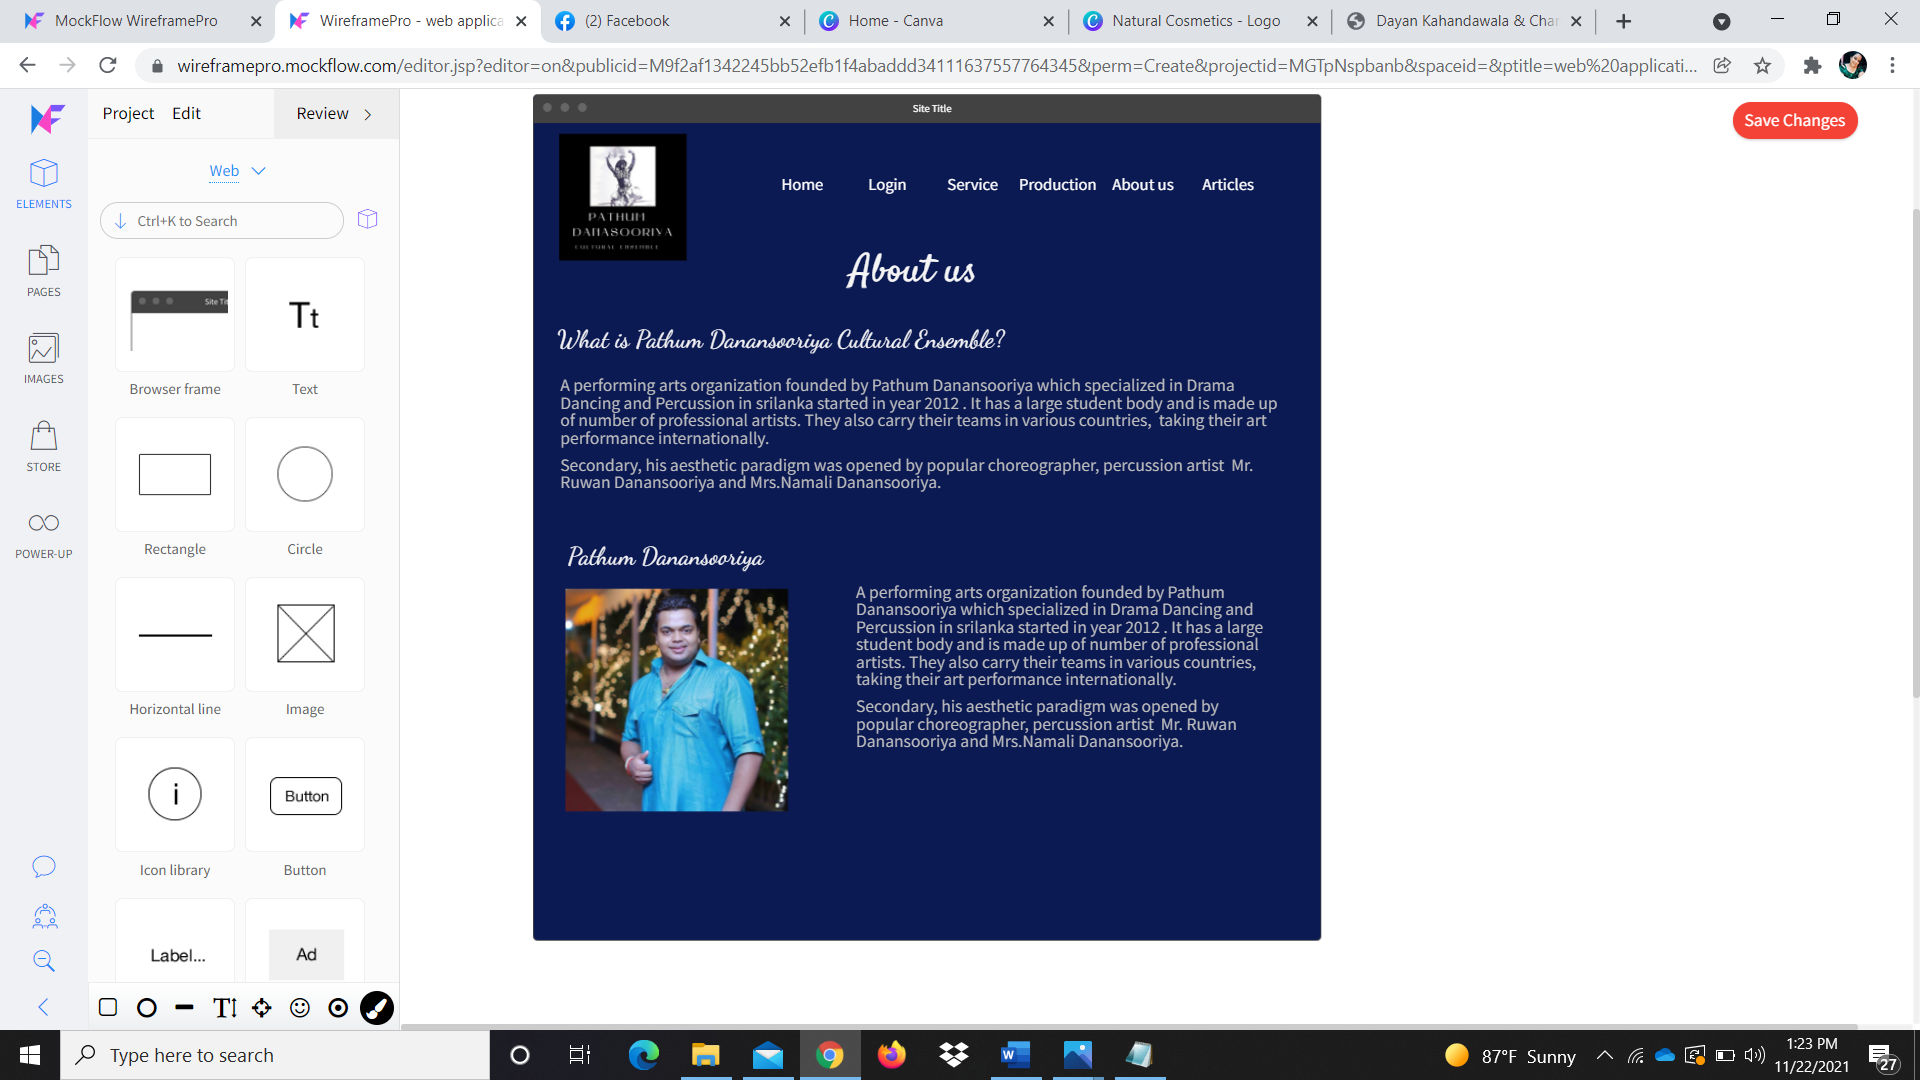 MockFlow WireframePro
WireframePro - web applica
(2) Facebook
Home - Canva
Natural Cosmetics - Logo
Dayan Kahandawala & Chan
wireframepro.mockflow.com/editor.jsp?editor=on&publicid=M9f2af1342245bb52efb1f4abaddd34111637557764345&perm=Create&projectid=MGTpNspbanb&spaceid=&ptitle=web%20applicati...
Project
Edit
Review
Web
Ctrl+K to Search
ELEMENTS
PAGES
IMAGES
STORE
POWER-UP
Site Tit
Tt
Browser frame
Text
Rectangle
Circle
Horizontal line
Image
i
Button
Icon library
Button
Label...
Ad
Site Title
Save Changes
PATHUM
DANASOORIYA
CULTURAL ENSEMBLE
Home
Login
Service
Production
About us
Articles
About us
What is Pathum Danansooriya Cultural Ensemble?
A performing arts organization founded by Pathum Danansooriya which specialized in Drama
Dancing and Percussion in srilanka started in year 2012 . It has a large student body and is made up
of number of professional artists. They also carry their teams in various countries,  taking their art
performance internationally.
Secondary, his aesthetic paradigm was opened by popular choreographer, percussion artist  Mr.
Ruwan Danansooriya and Mrs.Namali Danansooriya.
Pathum Danansooriya
A performing arts organization founded by Pathum
Danansooriya which specialized in Drama Dancing and
Percussion in srilanka started in year 2012 . It has a large
student body and is made up of number of professional
artists. They also carry their teams in various countries,
taking their art performance internationally.
Secondary, his aesthetic paradigm was opened by
popular choreographer, percussion artist  Mr. Ruwan
Danansooriya and Mrs.Namali Danansooriya.
Type here to search
87°F Sunny
1:23 PM
11/22/2021
27